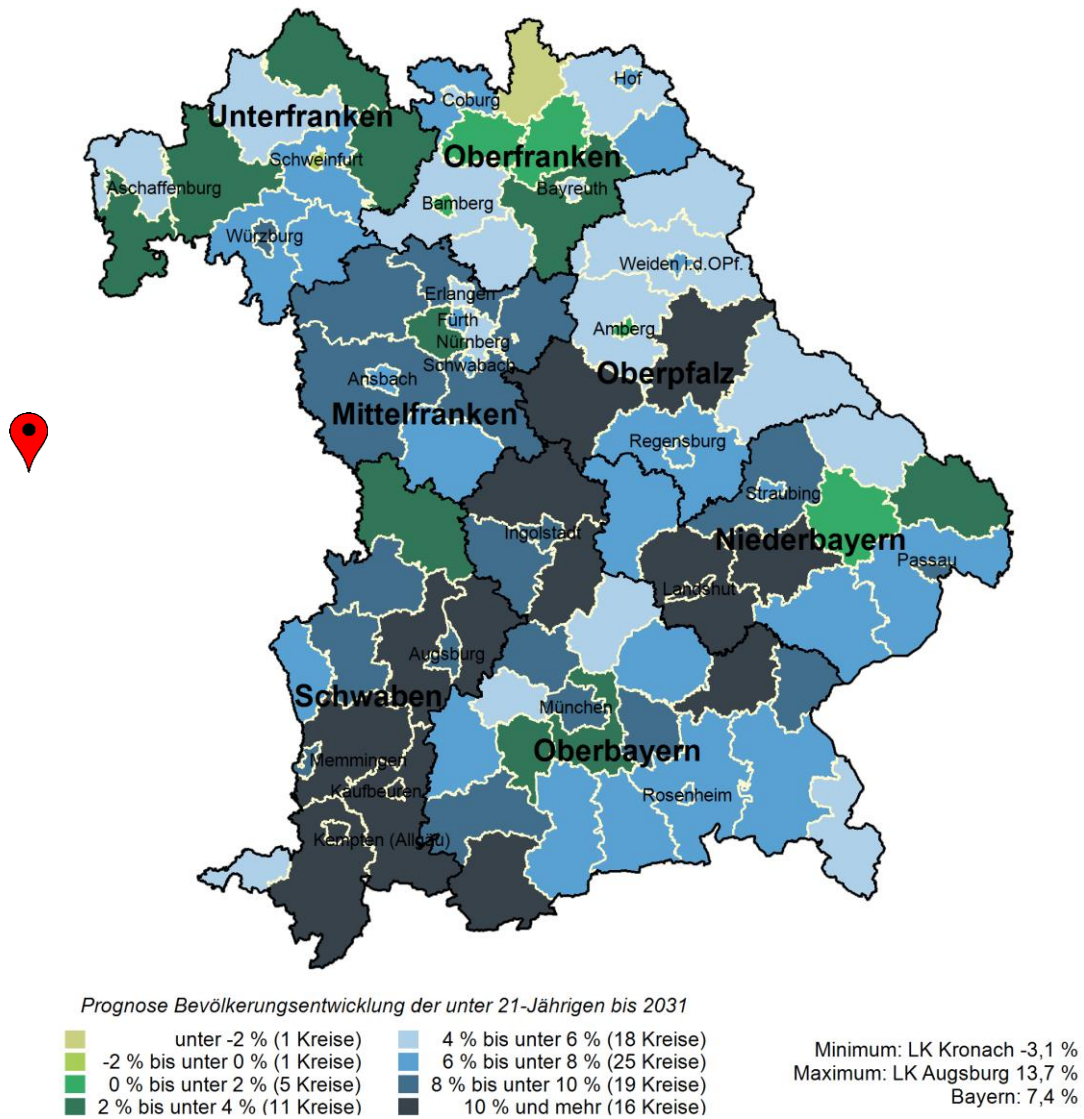 Hof
Coburg
Unterfranken
Schweinfurt
Oberfranken
Aschaffenburg
Bayreuth
Bamberg
Würzburg
Weiden i.d.OPf.
Erlangen
Fürth
Amberg
Nürnberg
Schwabach
Oberpfalz
Ansbach
Mittelfranken
Regensburg
Straubing
Ingolstadt
Niederbayern
Passau
Landshut
Augsburg
Schwaben
München
Oberbayern
Memmingen
Kaufbeuren
Rosenheim
Kempten (Allgäu)
Prognose Bevölkerungsentwicklung der unter 21-Jährigen bis 2031
unter -2 % (1 Kreise)
-2 % bis unter 0 % (1 Kreise)
0 % bis unter 2 % (5 Kreise)
2 % bis unter 4 % (11 Kreise)
4 % bis unter 6 % (18 Kreise)
6 % bis unter 8 % (25 Kreise)
8 % bis unter 10 % (19 Kreise)
10 % und mehr (16 Kreise)
Minimum: LK Kronach -3,1 %
Maximum: LK Augsburg 13,7 %
Bayern: 7,4 %